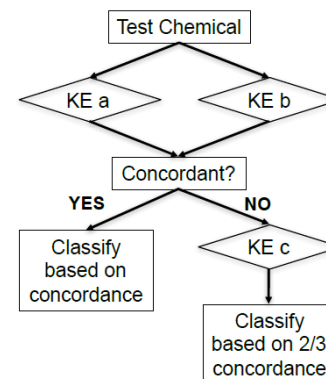 Test Chemical
KE a
KE b
Concordant?
YES
NO
Classify
based on
concordance
KE c
Classify
based on 2/3
concordance